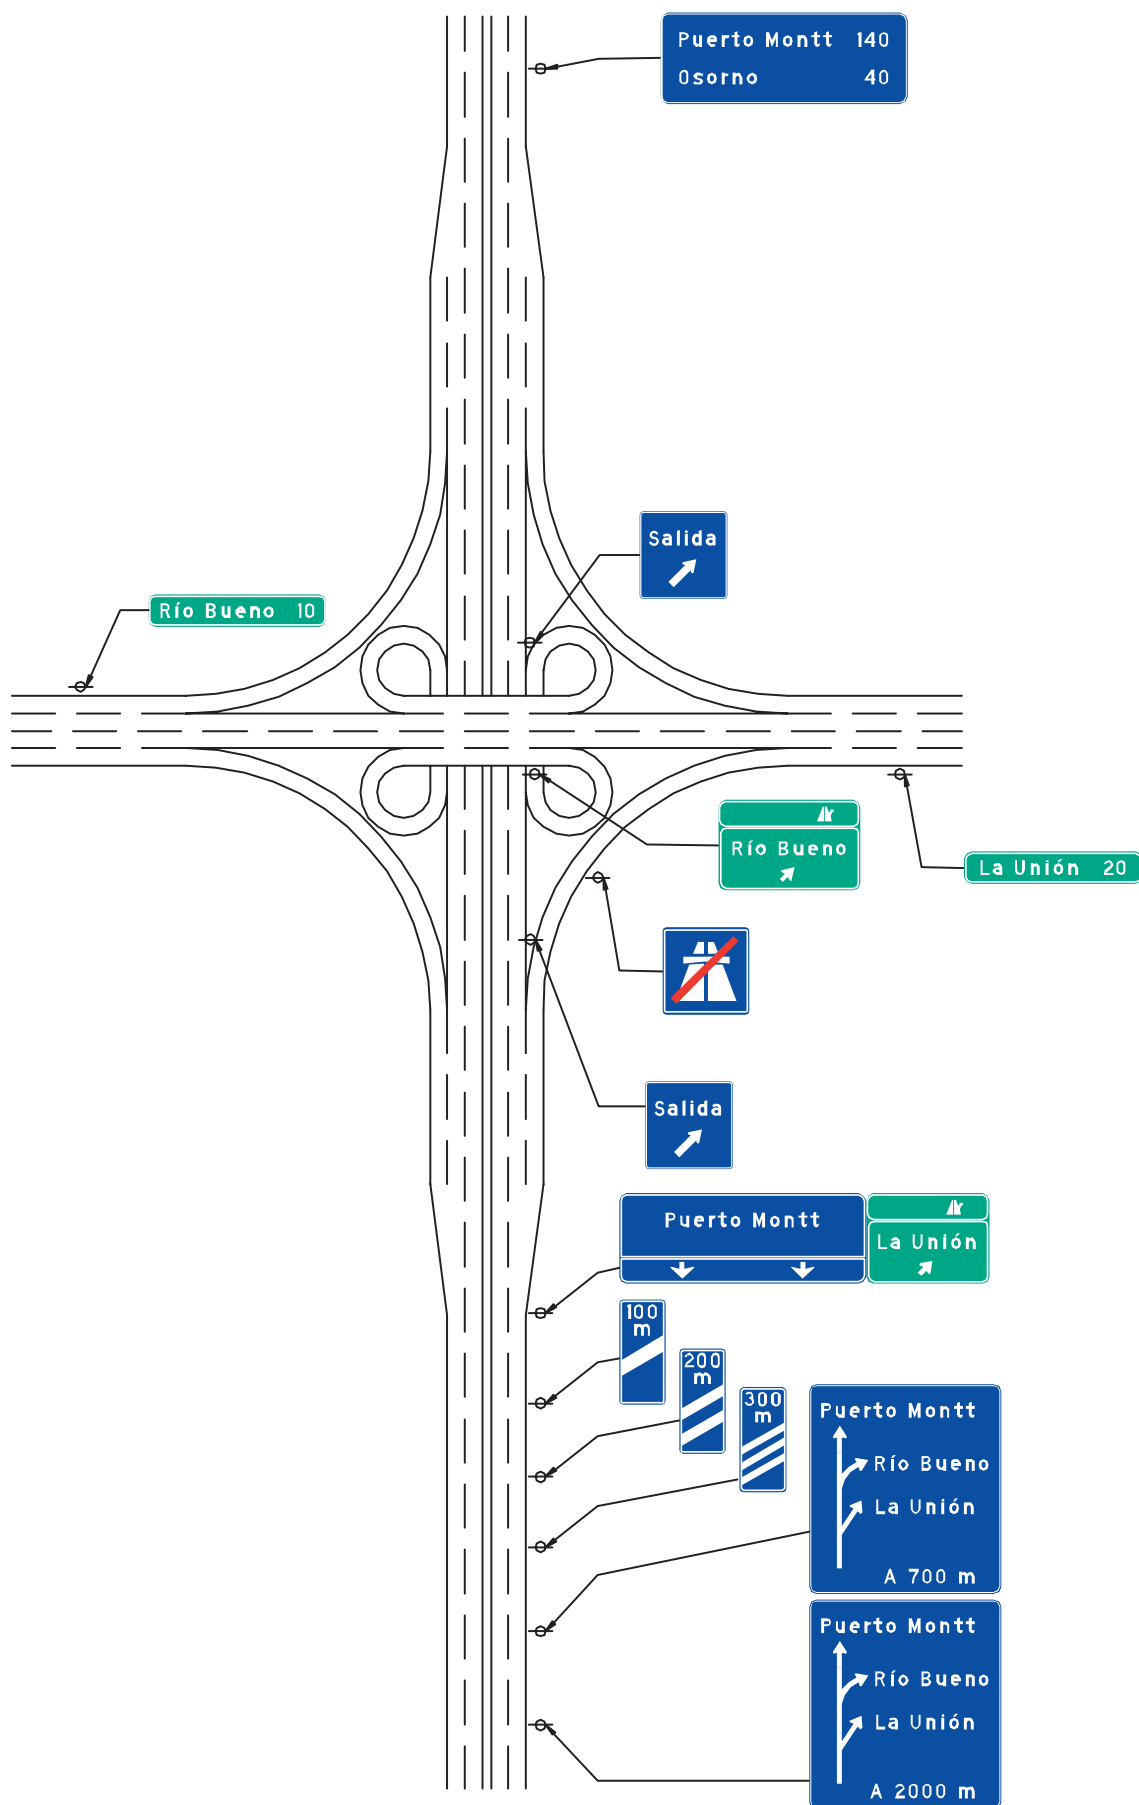 Puerto Montt 140
Osorno 40
Salida
Río Bueno 10
Río Bueno
La Unión 20
Salida
Puerto Montt
La Unión
100
m
200
m
300
m
Puerto Montt
Río Bueno
La Unión
A 700 m
Puerto Montt
Río Bueno
La Unión
A 2000 m